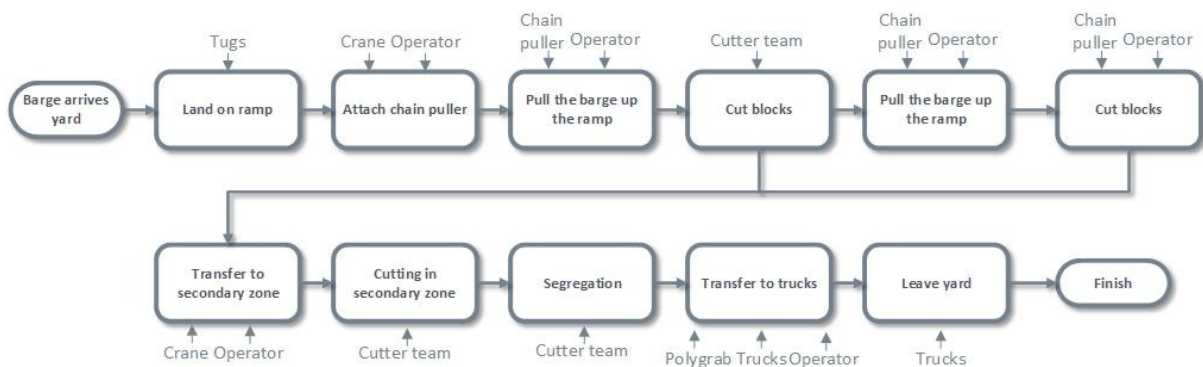 Tugs
Crane Operator
Chain
puller Operator
Cutter team
Chain
puller Operator
Chain
puller Operator
Barge arrives
yard
Land on ramp
Attach chain puller
Pull the barge up
the ramp
Cut blocks
Pull the barge up
the ramp
Cut blocks
Transfer to
secondary zone
Cutting in
secondary zone
Segregation
Transfer to trucks
Leave yard
Finish
Crane Operator
Cutter team
Cutter team
Polygrab Trucks Operator
Trucks